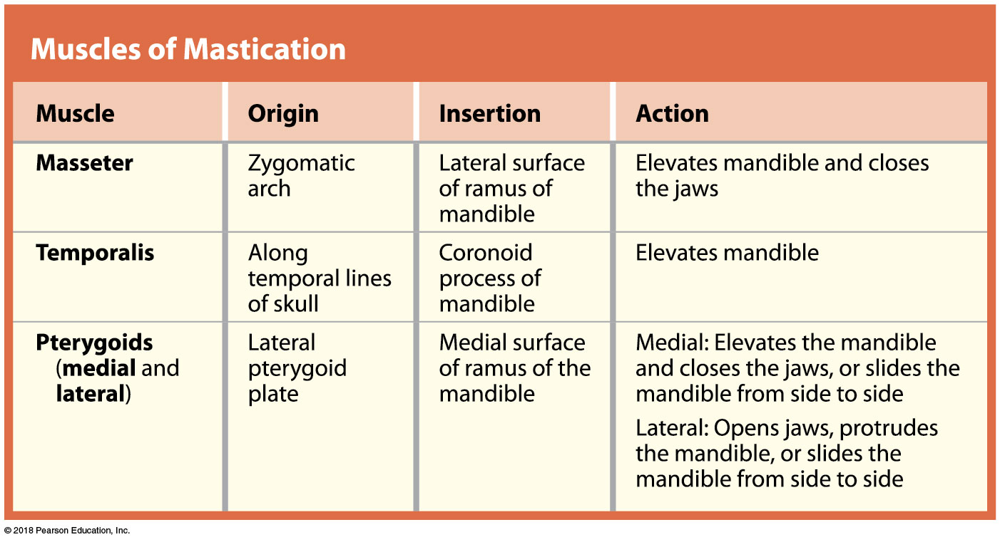 Muscles of Mastication
Muscle Origin Insertion Action
Masseter
Zygomatic
arch
Lateral surface
of ramus of
mandible
Elevates mandible and closes
the jaws
Temporalis
Along
temporal lines
of skull
Coronoid
process of
mandible
Elevates mandible
Pterygoids
(medial and
lateral)
Lateral
pterygoid
plate
Medial surface
of ramus of the
mandible
Medial: Elevates the mandible
and closes the jaws, or slides the
mandible from side to side
Lateral: Opens jaws, protrudes
the mandible, or slides the
mandible from side to side
© 2018 Pearson Education, Inc.